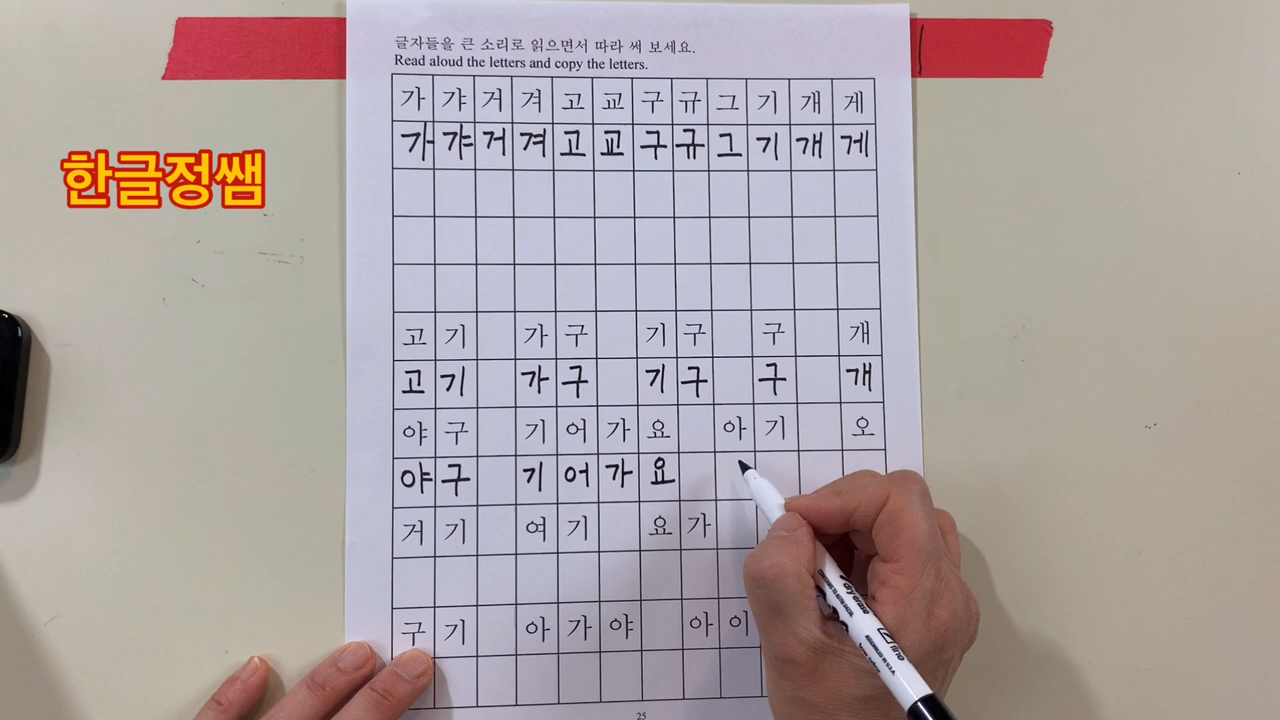 글자들을 큰 소리로 읽으면서 따라 써 보세요.
Read aloud the letters and copy the letters.
가 갸 거 겨 고 교 구 규 그 기 개 게
가 갸 거 겨 고 교 구 규 그 기 개 게
한글정쌤
고 기 가 구 기 구 구 개
고 기 가 구 기 구 구 개
야 구 기 어 가 요 아 기 오
야 구 기 어 가 요
거 기 여 기 요 가
구 기 아 가 야 아 이
25
dry erase
fine